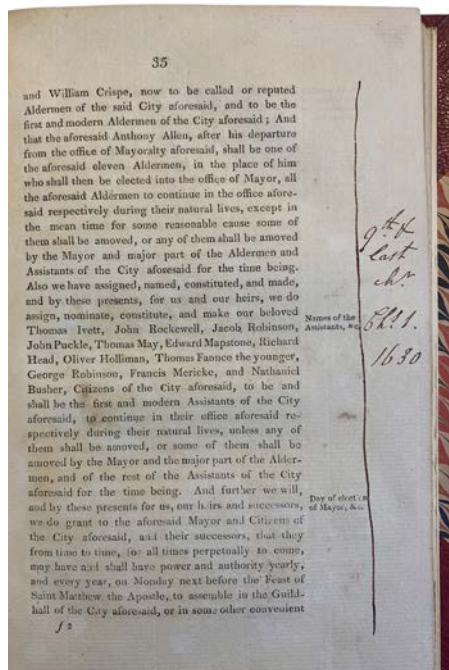 35
and William Crispe, now to be called or reputed
Aldermen of the said City aforesaid, and to be the
first and modern Aldermen of the City aforesaid; And
that the aforesaid Anthony Allen, after his departure
from the office of Mayoralty aforesaid, shall be one of
the aforesaid eleven Aldermen, in the place of him
who shall then be elected into the office of Mayor, all
the aforesaid Aldermen to continue in the office afore-
said respectively during their natural lives, except in
the mean time for some reasonable cause some of
them shall be amoved, or any of them shall be amoved
by the Mayor and major part of the Aldermen and
Assistants of the City aforesaid for the time being.
Also we have assigned, named, constituted, and made,
and by these presents, for us and our heirs, we do
assign, nominate, constitute, and make our beloved
Thomas Ivett, John Rockewell, Jacob Robinson,
John Puckle, Thomas May, Edward Mapstone, Richard
Head, Oliver Holliman, Thomas Faunce the younger,
George Robinson, Francis Mericke, and Nathaniel
Busher, Citizens of the City aforesaid, to be and
shall be the first and modern Assistants of the City
aforesaid, to continue in their office aforesaid re-
spectively during their natural lives, unless any of
them shall be amoved, or some of them shall be
amoved by the Mayor and the major part of the Alder-
men, and of the rest of the Assistants of the City
aforesaid for the time being. And further we will,
and by these presents for us, our heirs and successors,
we do grant to the aforesaid Mayor and Citizens of
the City aforesaid, and their successors, that they
from time to time, for all times perpetually to come,
may have and shall have power and authority yearly,
and every year, on Monday next before the Feast of
Saint Matthew the Apostle, to assemble in the Guild-
hall of the City aforesaid, or in some other convenient
f 2
Names of the
Assistants, &c.
Day of election
of Mayor, &c.
9th &
last
chr
Chs 1.
1630